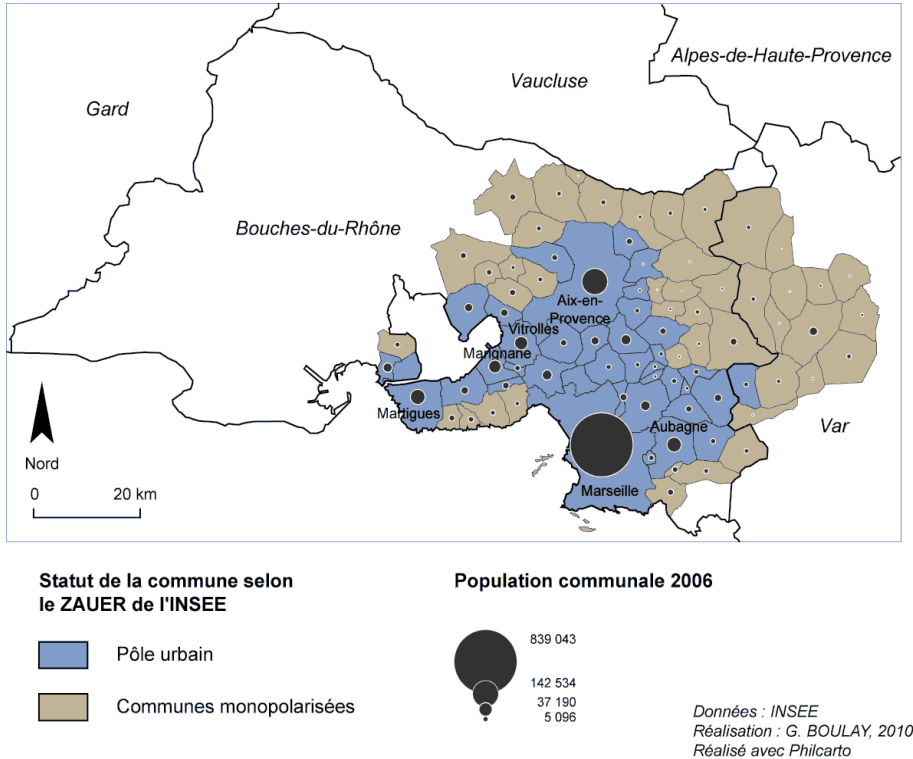 Alpes-de-Haute-Provence
Vaucluse
Gard
Bouches-du-Rhône
Aix-en-
Provence
Vitrolles
Marignane
Martigues
Aubagne
Var
Marseille
Nord
0 20 km
Statut de la commune selon
le ZAUER de l'INSEE
Pôle urbain
Communes monopolarisées
Population communale 2006
839 043
142 534
37 190
5 096
Données : INSEE
Réalisation : G. BOULAY, 2010
Réalisé avec Philcarto